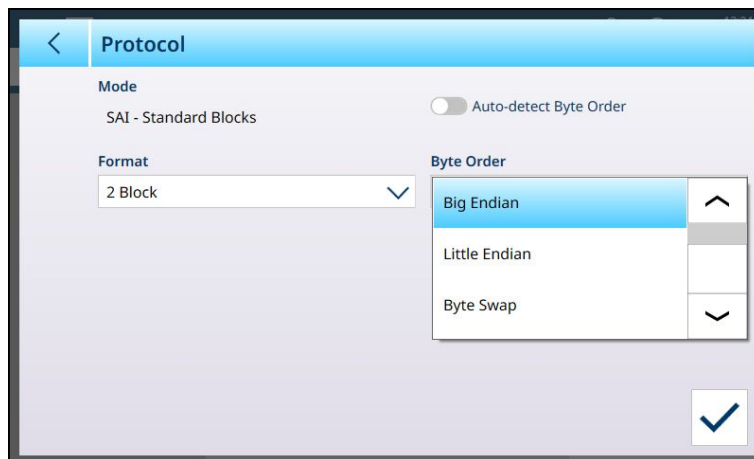 Protocol
Mode
SAI - Standard Blocks
Auto-detect Byte Order
Format
2 Block
Byte Order
Big Endian
Little Endian
Byte Swap